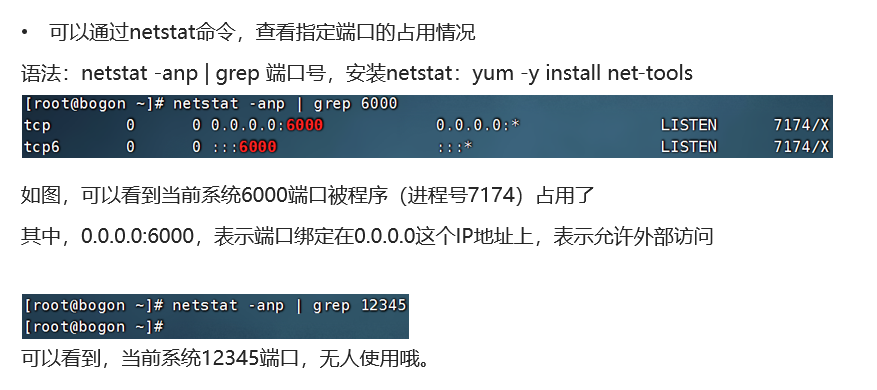 • 可以通过netstat命令，查看指定端口的占用情况
语法：netstat -anp | grep 端口号，安装netstat：yum -y install net-tools
[root@bogon ~]# netstat -anp | grep 6000
tcp 0 0 0.0.0.0:6000 0.0.0.0:* LISTEN 7174/X
tcp6 0 0 :::6000 :::* LISTEN 7174/X
如图，可以看到当前系统6000端口被程序（进程号7174）占用了
其中，0.0.0.0:6000，表示端口绑定在0.0.0.0这个IP地址上，表示允许外部访问
[root@bogon ~]# netstat -anp | grep 12345
[root@bogon ~]#
可以看到，当前系统12345端口，无人使用哦。